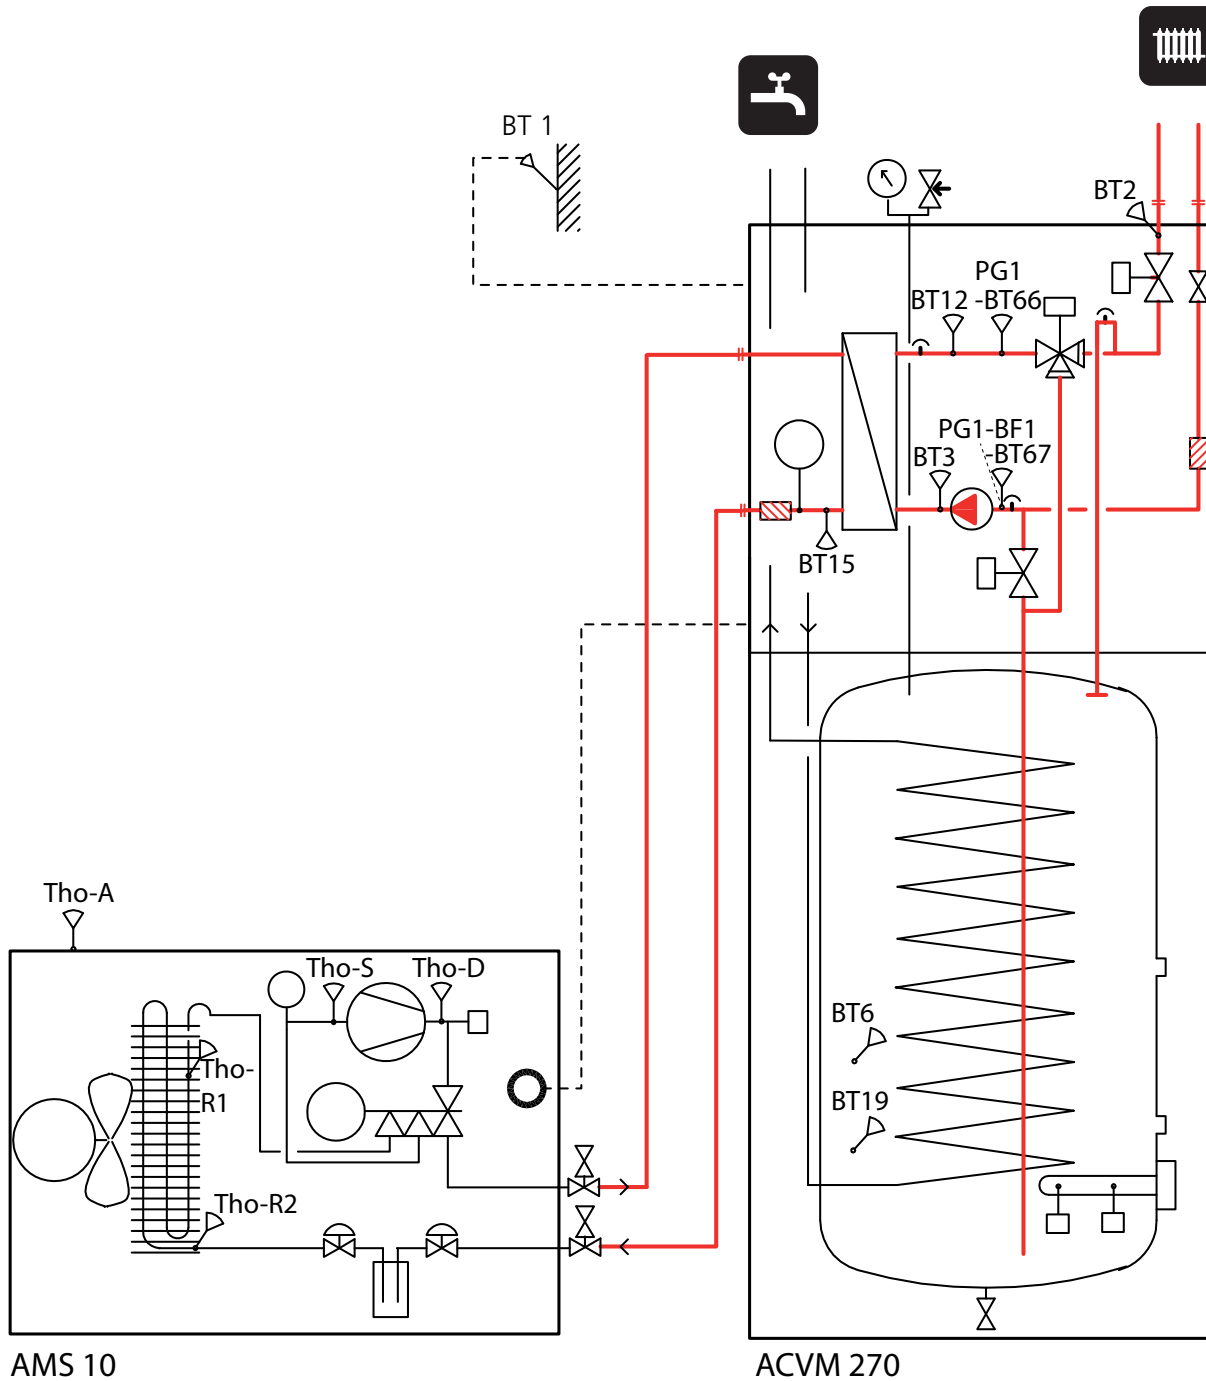 BT 1
BT2
PG1
BT12 -BT66
PG1-BF1
BT3 -BT67
BT15
Tho-A
Tho-S Tho-D
BT6
Tho-
R1
BT19
Tho-R2
AMS 10
ACVM 270